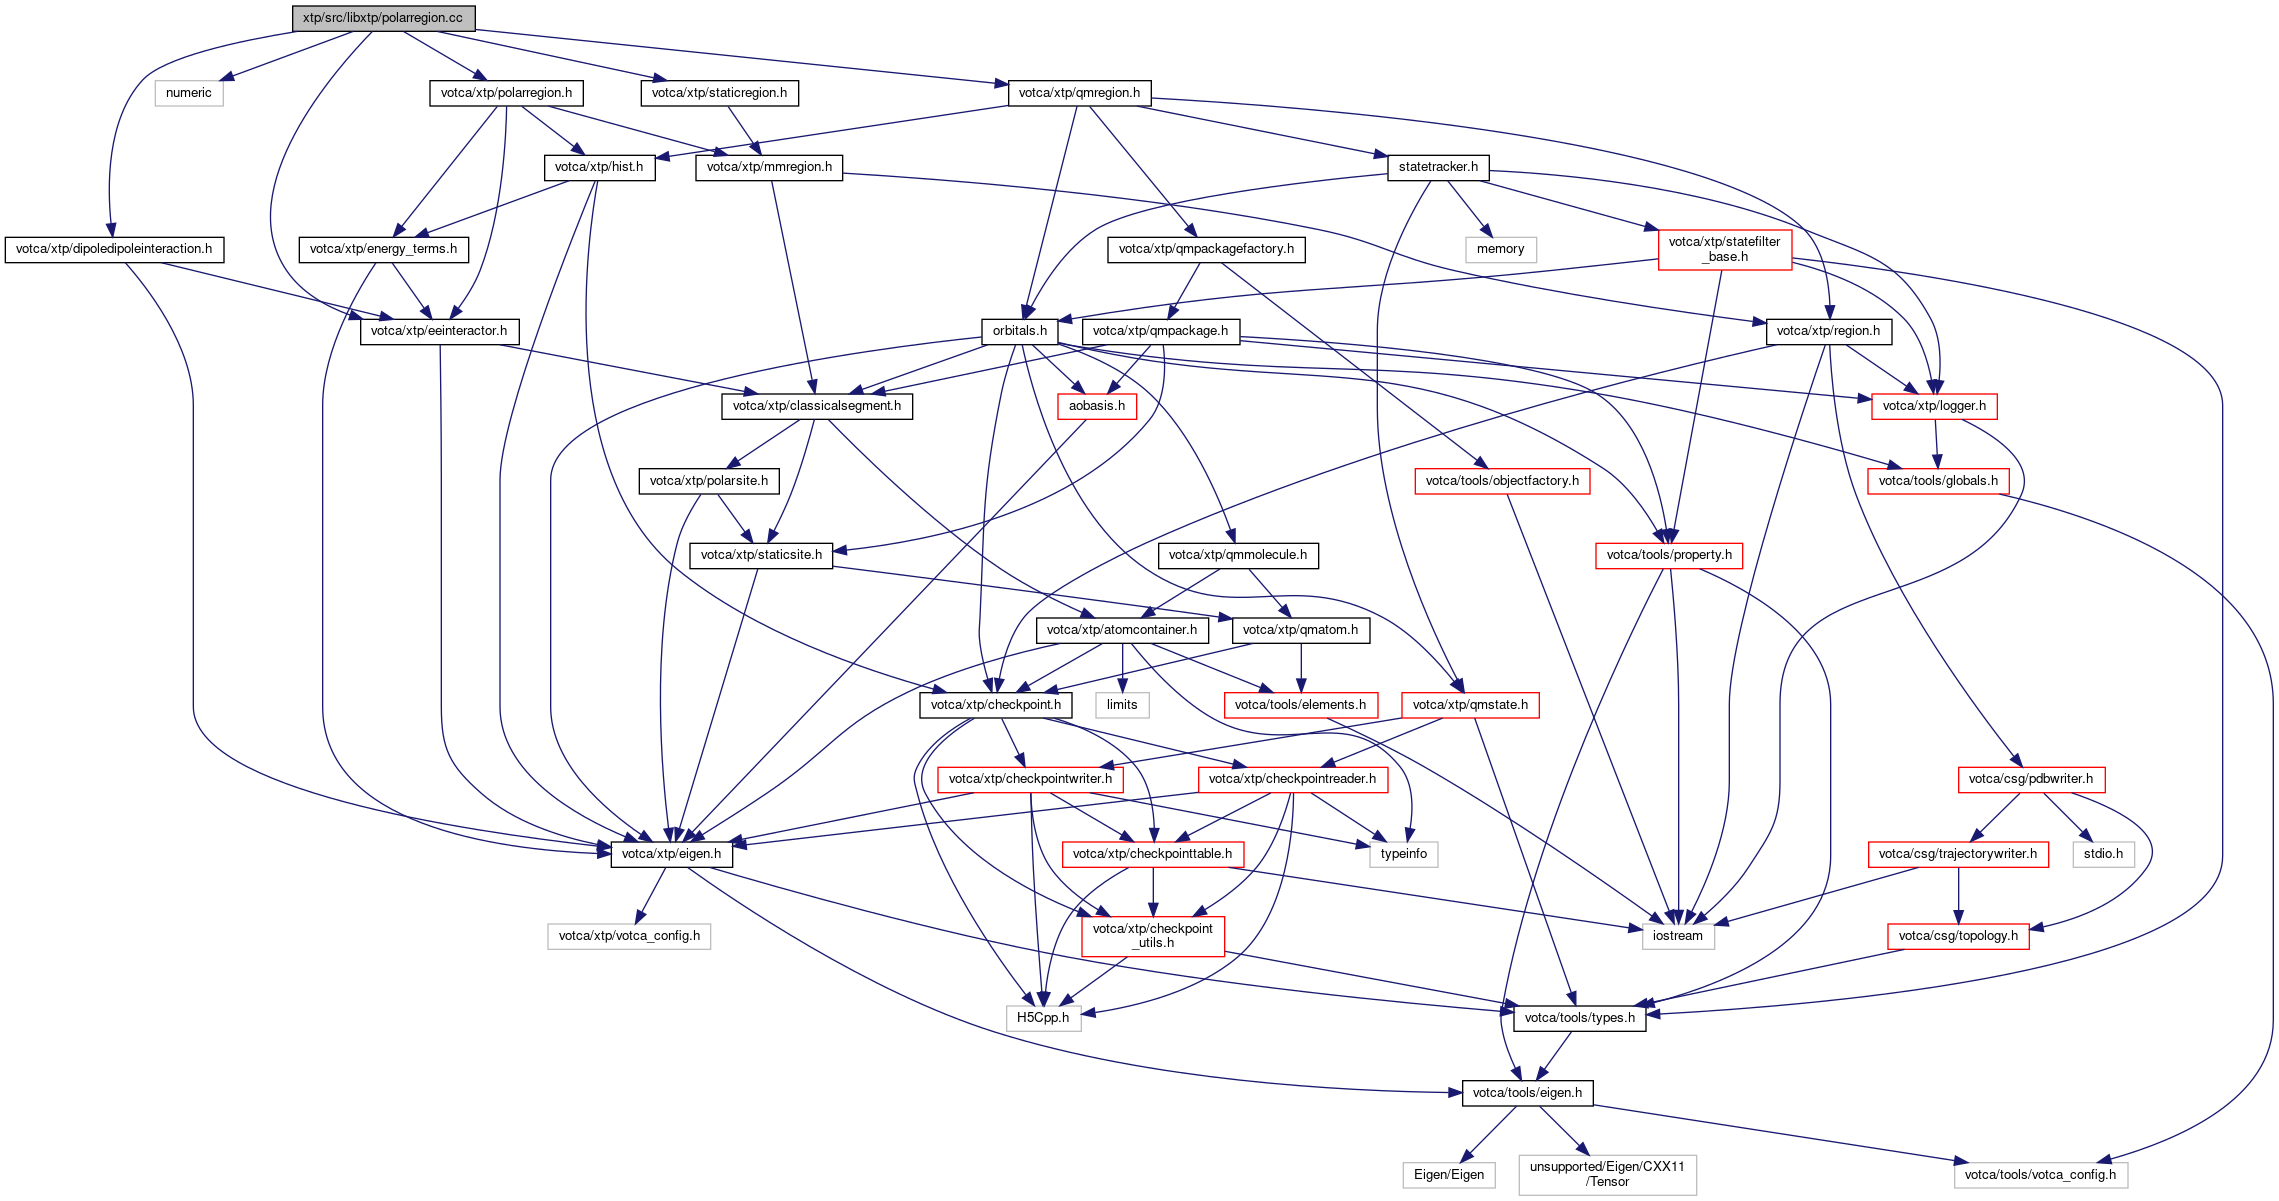 xtp/src/libxtp/polarregion.cc
numeric
votca/xtp/polarregion.h
votca/xtp/staticregion.h
votca/xtp/qmregion.h
votca/xtp/hist.h
votca/xtp/mmregion.h
statetracker.h
votca/xtp/dipoledipoleinteraction.h
votca/xtp/energy_terms.h
votca/xtp/qmpackagefactory.h
memory
votca/xtp/statefilter
_base.h
votca/xtp/eeinteractor.h
orbitals.h
votca/xtp/qmpackage.h
votca/xtp/region.h
votca/xtp/classicalsegment.h
aobasis.h
votca/xtp/logger.h
votca/xtp/polarsite.h
votca/tools/objectfactory.h
votca/tools/globals.h
votca/xtp/staticsite.h
votca/xtp/qmmolecule.h
votca/tools/property.h
votca/xtp/atomcontainer.h
votca/xtp/qmatom.h
votca/xtp/checkpoint.h
limits
votca/tools/elements.h
votca/xtp/qmstate.h
votca/xtp/checkpointwriter.h
votca/xtp/checkpointreader.h
votca/csg/pdbwriter.h
votca/xtp/eigen.h
votca/xtp/checkpointtable.h
typeinfo
votca/csg/trajectorywriter.h
stdio.h
votca/xtp/votca_config.h
votca/xtp/checkpoint
_utils.h
iostream
votca/csg/topology.h
H5Cpp.h
votca/tools/types.h
votca/tools/eigen.h
Eigen/Eigen
unsupported/Eigen/CXX11
/Tensor
votca/tools/votca_config.h